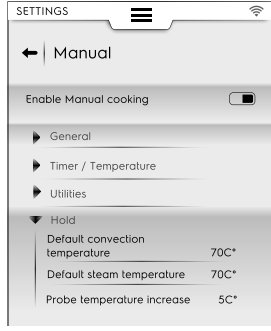 SETTINGS
Manual
Enable Manual cooking
General
Timer / Temperature
Utilities
Hold
Default convection
temperature 70C°
Default steam temperature 70C°
Probe temperature increase 5C°